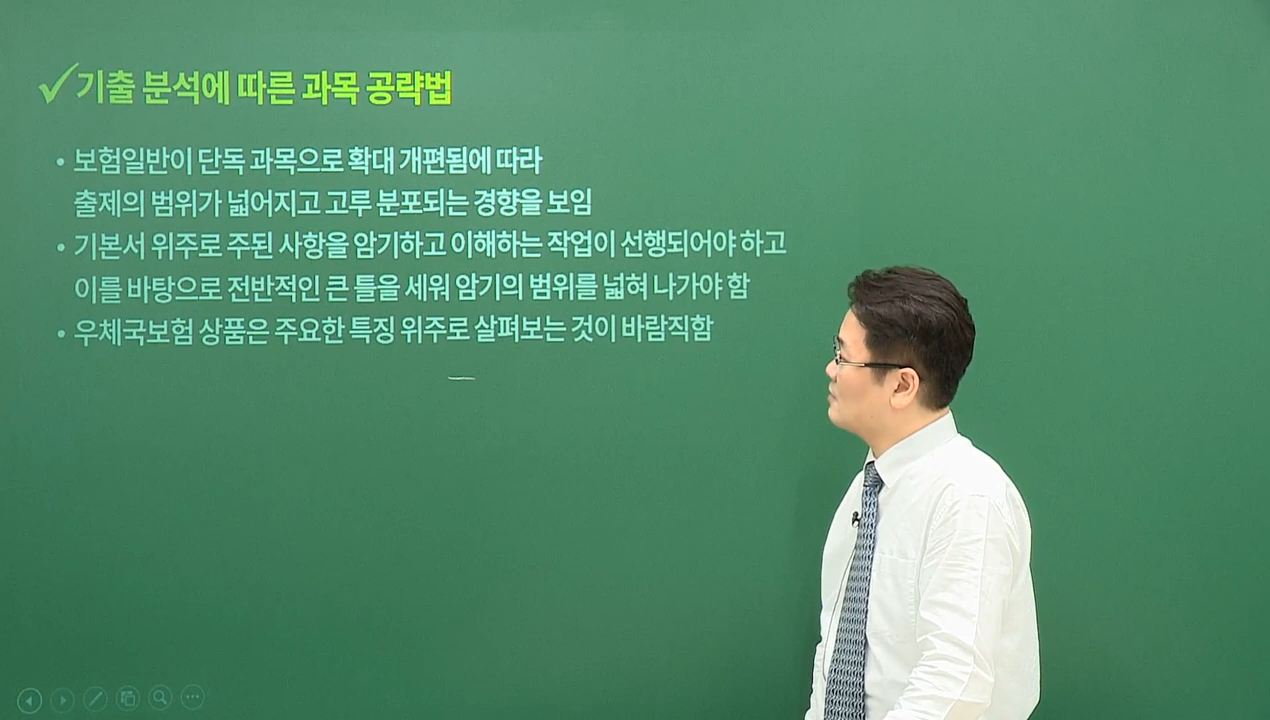 기출 분석에 따른 과목 공략법
• 보험일반이 단독 과목으로 확대 개편됨에 따라
출제의 범위가 넓어지고 고루 분포되는 경향을 보임
• 기본서 위주로 주된 사항을 암기하고 이해하는 작업이 선행되어야 하고
이를 바탕으로 전반적인 큰 틀을 세워 암기의 범위를 넓혀 나가야 함
• 우체국보험 상품은 주요한 특징 위주로 살펴보는 것이 바람직함